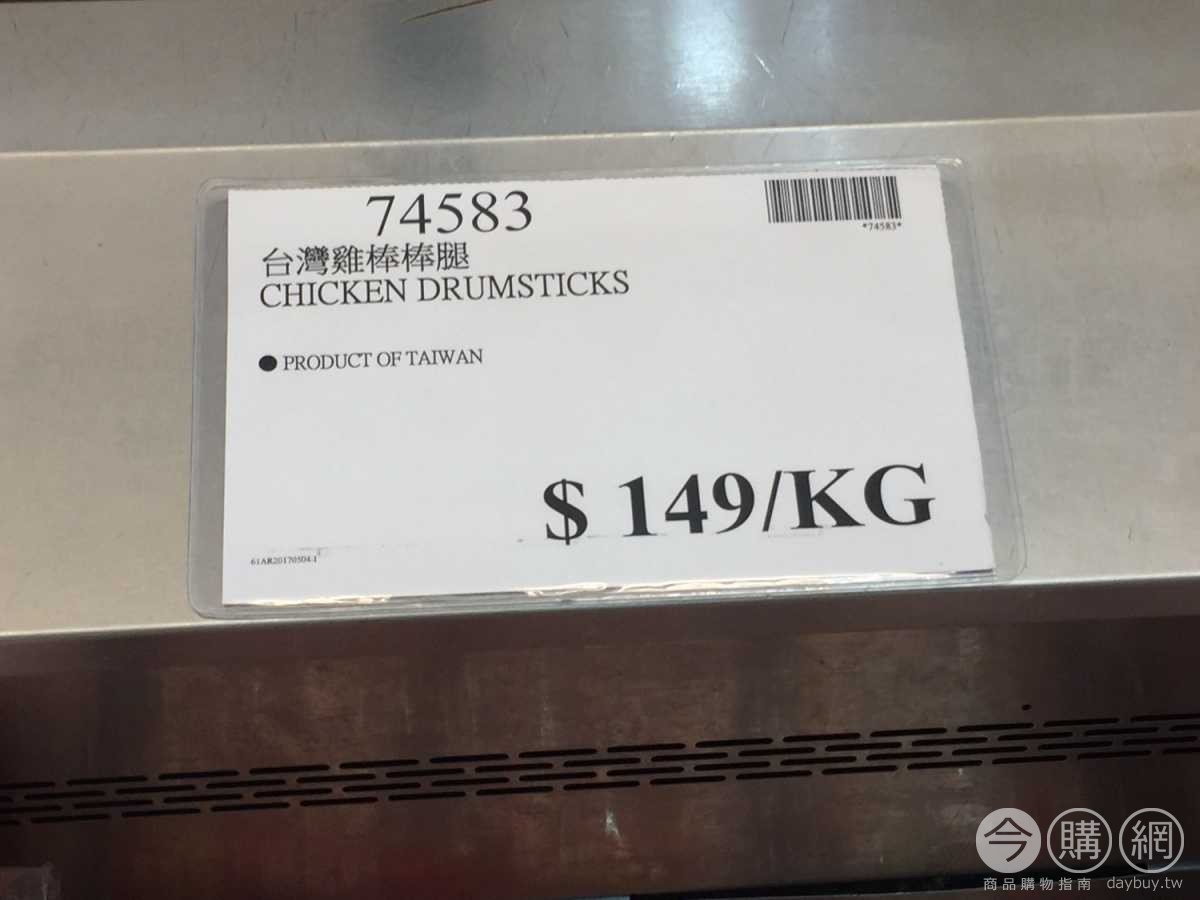 74583
*74583*
台灣雞棒棒腿
CHICKEN DRUMSTICKS
● PRODUCT OF TAIWAN
$ 149/KG
61AR20170504-1
今購網
商品購物指南 daybuy.tw